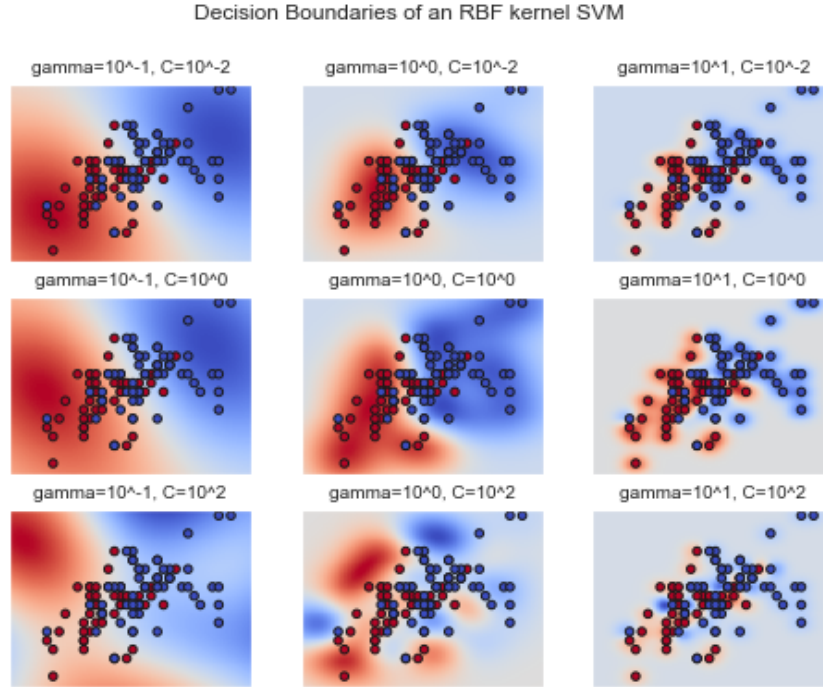 Decision Boundaries of an RBF kernel SVM
gamma=10^-1, C=10^-2
gamma=10^0, C=10^-2
gamma=10^1, C=10^-2
gamma=10^-1, C=10^0
gamma=10^0, C=10^0
gamma=10^1, C=10^0
gamma=10^-1, C=10^2
gamma=10^0, C=10^2
gamma=10^1, C=10^2